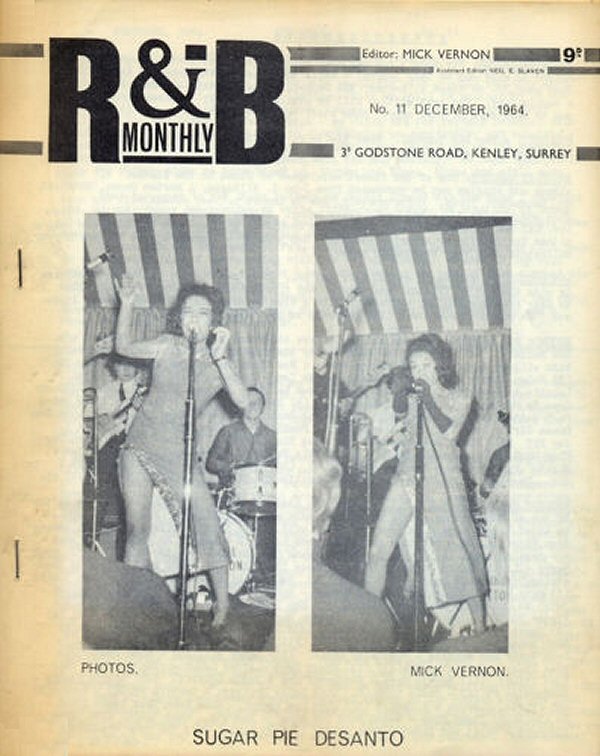 R&B
MONTHLY
Editor: MICK VERNON 9ᴰ
Assistant Editor: NEIL E. SLAVEN
No. 11 DECEMBER, 1964.
3ᵃ GODSTONE ROAD, KENLEY, SURREY
PHOTOS. MICK VERNON.
SUGAR PIE DESANTO